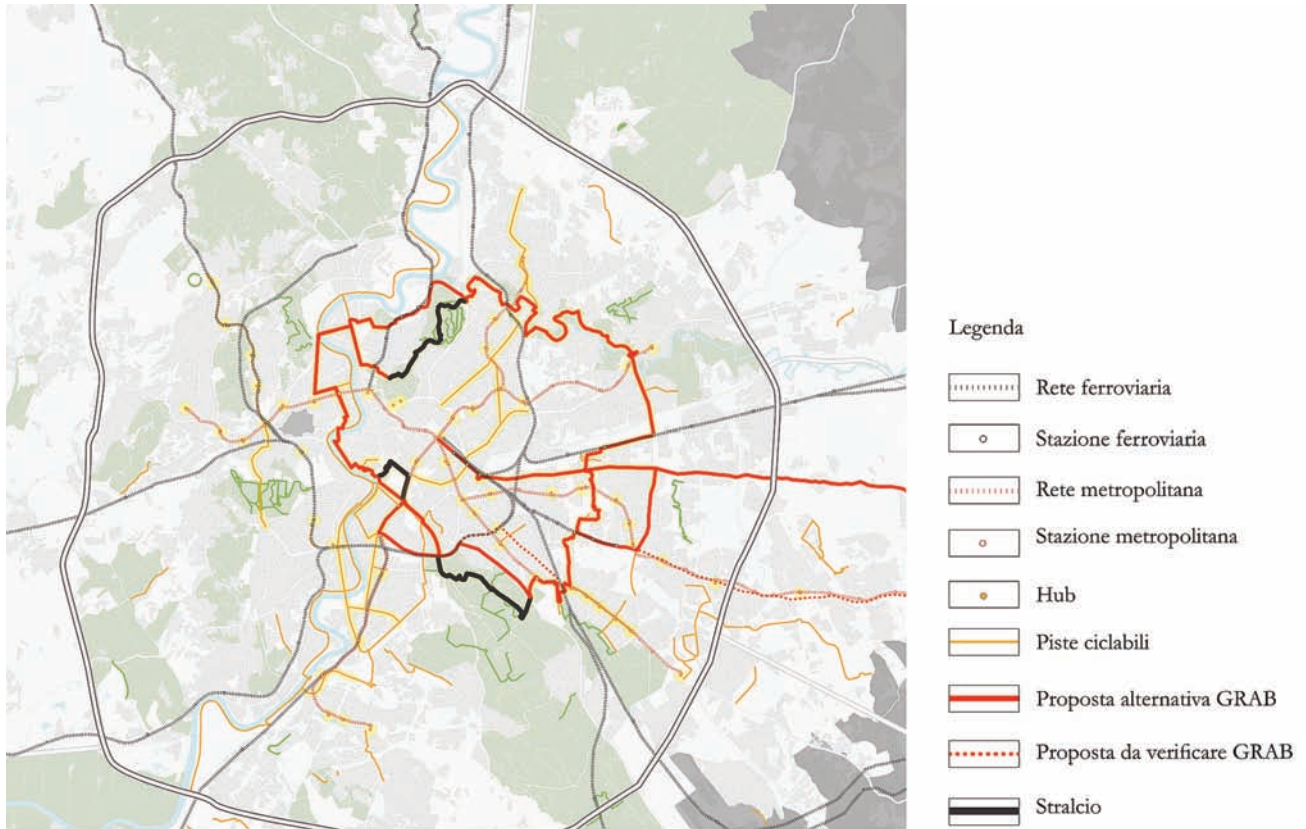 Legenda
Rete ferroviaria
Stazione ferroviaria
Rete metropolitana
Stazione metropolitana
Hub
Piste ciclabili
Proposta alternativa GRAB
Proposta da verificare GRAB
Stralcio